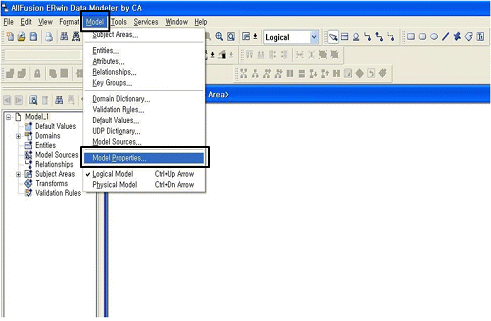 AllFusion ERwin Data Modeler by CA
File Edit View Format Model Tools Services Window Help
Logical
Subject Areas...
Entities...
Attributes...
Relationships...
Key Groups...
Domain Dictionary...
Validation Rules...
Default Values...
UDP Dictionary...
Model Sources...
Model Properties...
Logical Model Ctrl+Up Arrow
Physical Model Ctrl+Dn Arrow
Area>
Model_1
Default Values
Domains
Entities
Model Sources
Relationships
Subject Areas
Transforms
Validation Rules